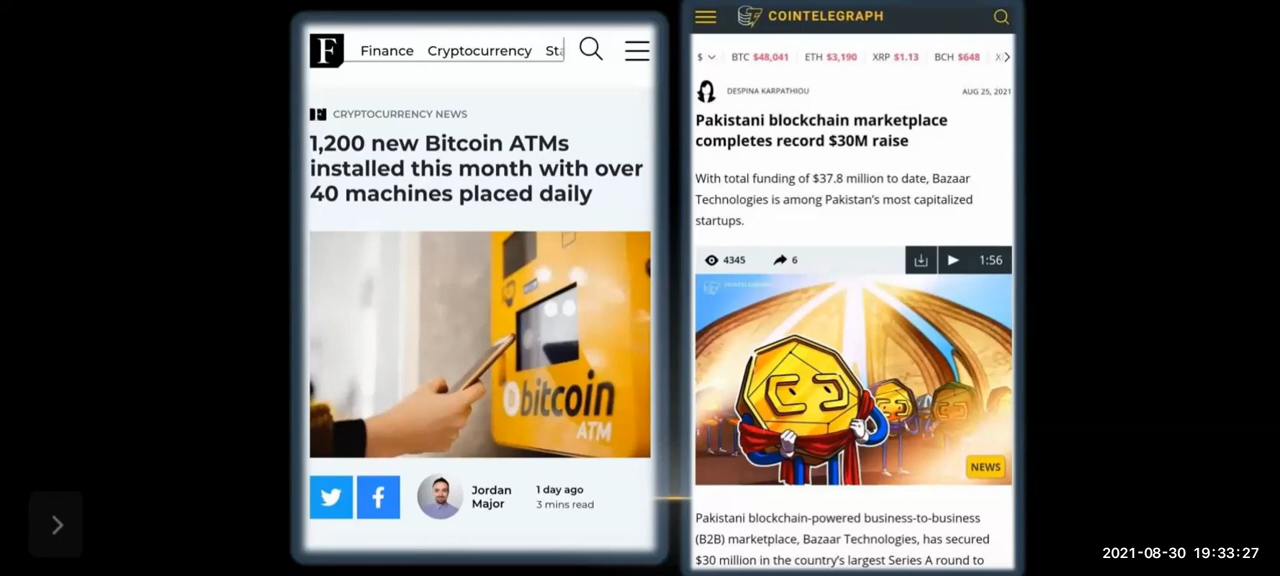 F
Finance Cryptocurrency
CRYPTOCURRENCY NEWS
1,200 new Bitcoin ATMs
installed this month with over
40 machines placed daily
bitcoin
ATM
Jordan
Major
1 day ago
3 mins read
COINTELEGRAPH
$ BTC $48,041 ETH $3,190 XRP $1.13 BCH $648
DESPINA KARPATHIOU
AUG 25, 2021
Pakistani blockchain marketplace
completes record $30M raise
With total funding of $37.8 million to date, Bazaar
Technologies is among Pakistan's most capitalized
startups.
4345 6 1:56
COINTELEGRAPH
NEWS
Pakistani blockchain-powered business-to-business
(B2B) marketplace, Bazaar Technologies, has secured
$30 million in the country's largest Series A round to
2021-08-30 19:33:27